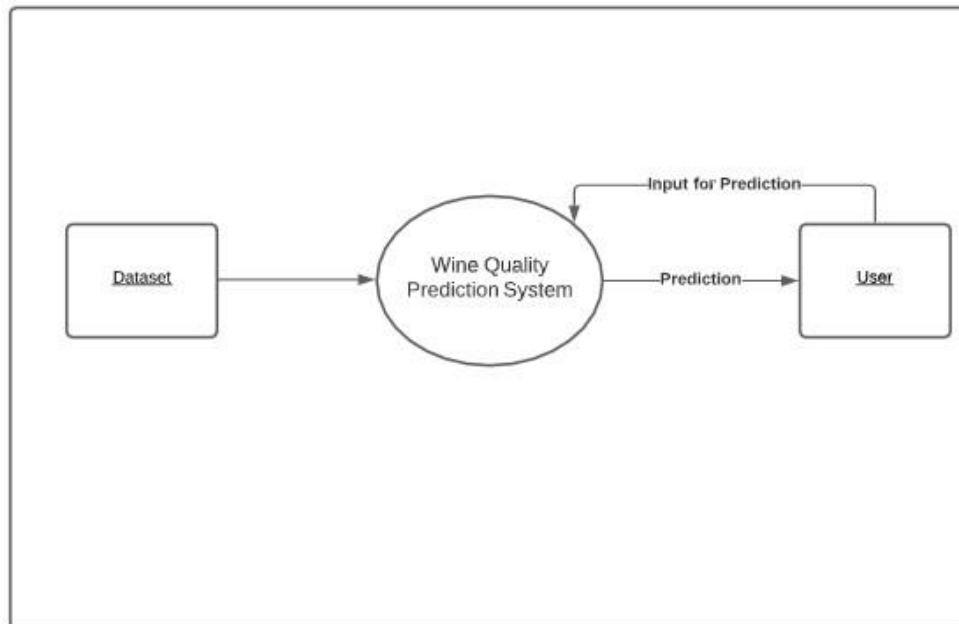 Input for Prediction
Dataset
Wine Quality
Prediction System
Prediction
User